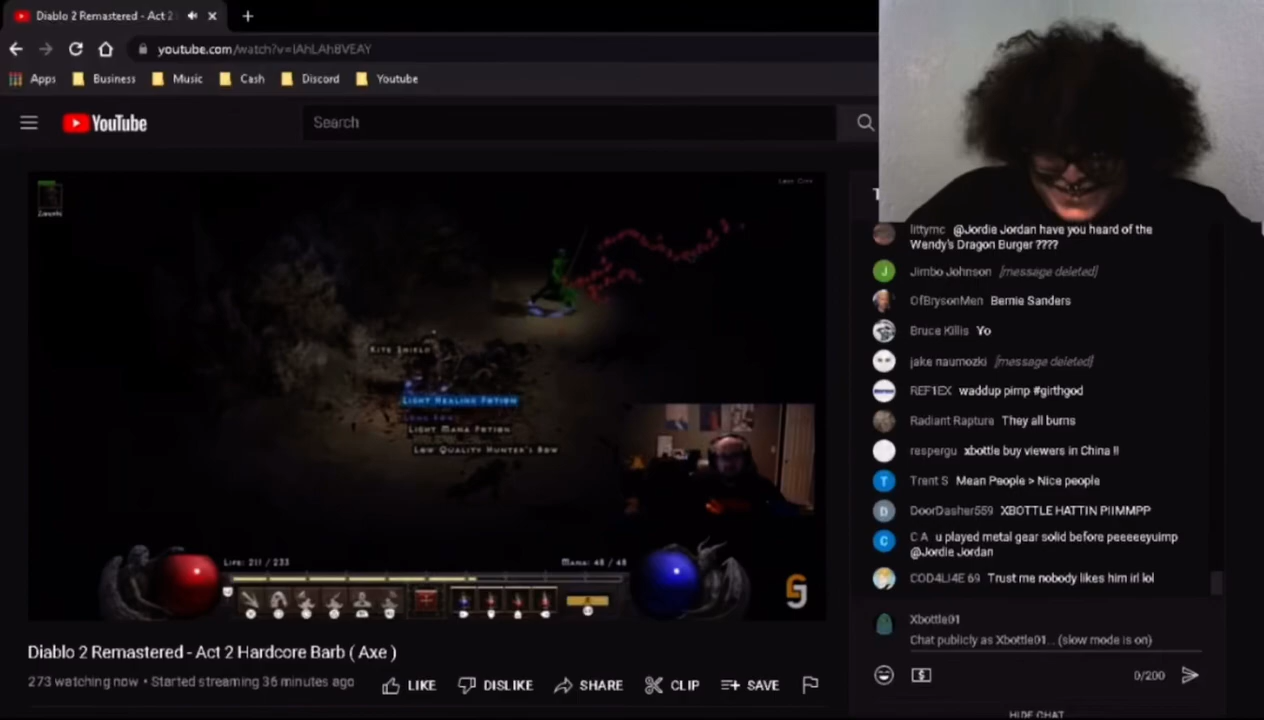 Diablo 2 Remastered - Act 2
youtube.com/watch?v=IAhLAh8VEAY
Apps Business Music Cash Discord Youtube
YouTube
Search
KITE SHIELD
LIGHT HEALING POTION
LONG BOW
LIGHT MANA POTION
LOW QUALITY HUNTER'S BOW
LIFE: 211 / 233
MANA: 48 / 48
Diablo 2 Remastered - Act 2 Hardcore Barb ( Axe )
273 watching now • Started streaming 36 minutes ago
LIKE DISLIKE SHARE CLIP SAVE
littymc @Jordie Jordan have you heard of the
Wendy's Dragon Burger ????
J Jimbo Johnson [message deleted]
OfBrysonMen Bernie Sanders
Bruce Killis Yo
jake naumozki [message deleted]
REF1EX waddup pimp #girthgod
Radiant Rapture They all burns
respergu xbottle buy viewers in China !!
T Trent S Mean People > Nice people
D DoorDasher559 XBOTTLE HATTIN PIIMMPP
C C A u played metal gear solid before peeeeeyuimp
@Jordie Jordan
COD4LI4E 69 Trust me nobody likes him irl lol
Xbottle01
Chat publicly as Xbottle01... (slow mode is on)
0/200
HIDE CHAT